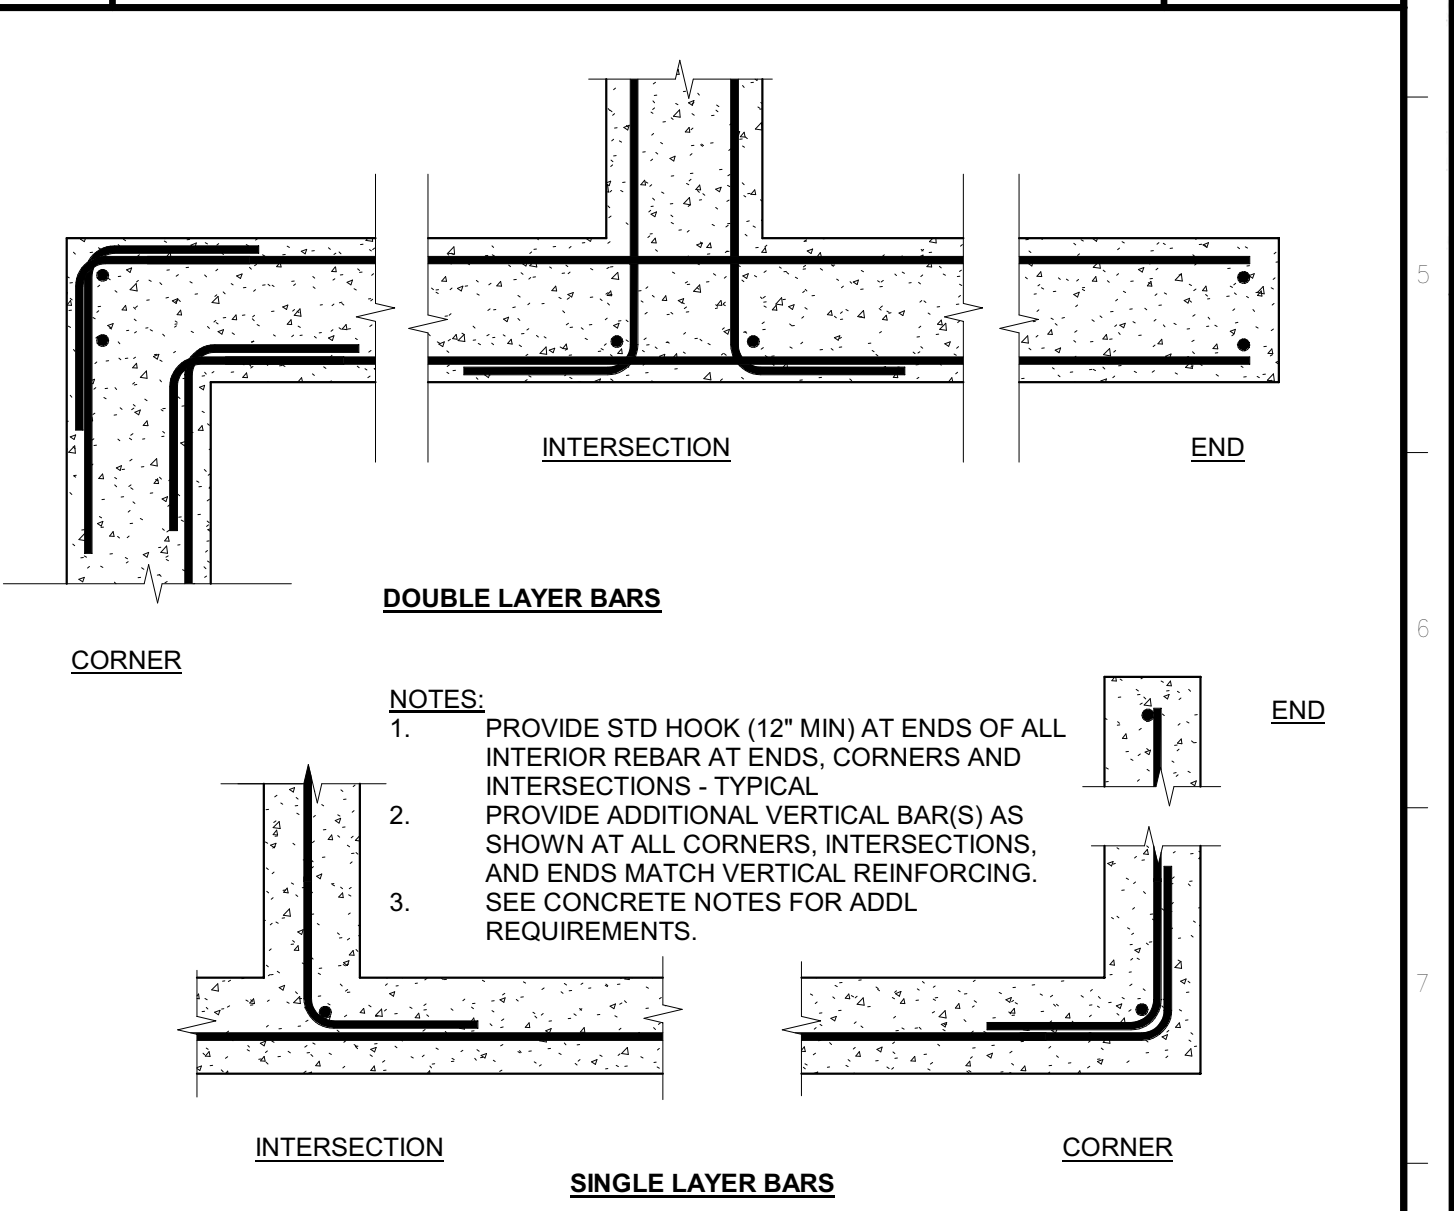 5
INTERSECTION
END
DOUBLE LAYER BARS
6
CORNER
NOTES:
1. PROVIDE STD HOOK (12" MIN) AT ENDS OF ALL
INTERIOR REBAR AT ENDS, CORNERS AND
INTERSECTIONS - TYPICAL
2. PROVIDE ADDITIONAL VERTICAL BAR(S) AS
SHOWN AT ALL CORNERS, INTERSECTIONS,
AND ENDS MATCH VERTICAL REINFORCING.
3. SEE CONCRETE NOTES FOR ADDL
REQUIREMENTS.
END
7
INTERSECTION
CORNER
SINGLE LAYER BARS